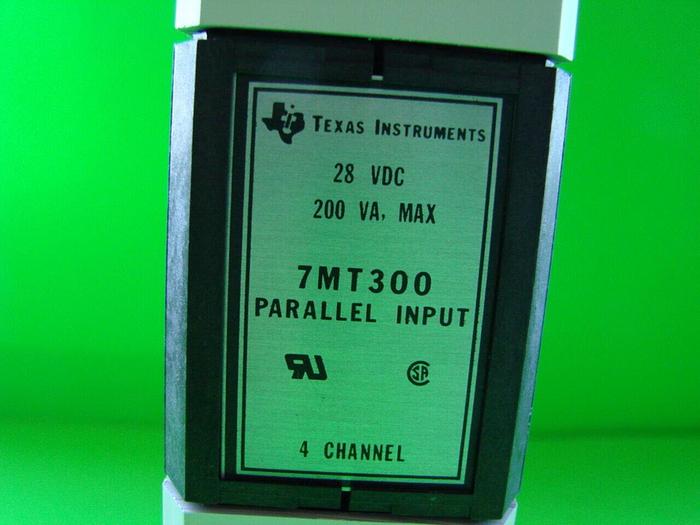 TEXAS INSTRUMENTS
28 VDC
200 VA, MAX
7MT300
PARALLEL INPUT
4 CHANNEL